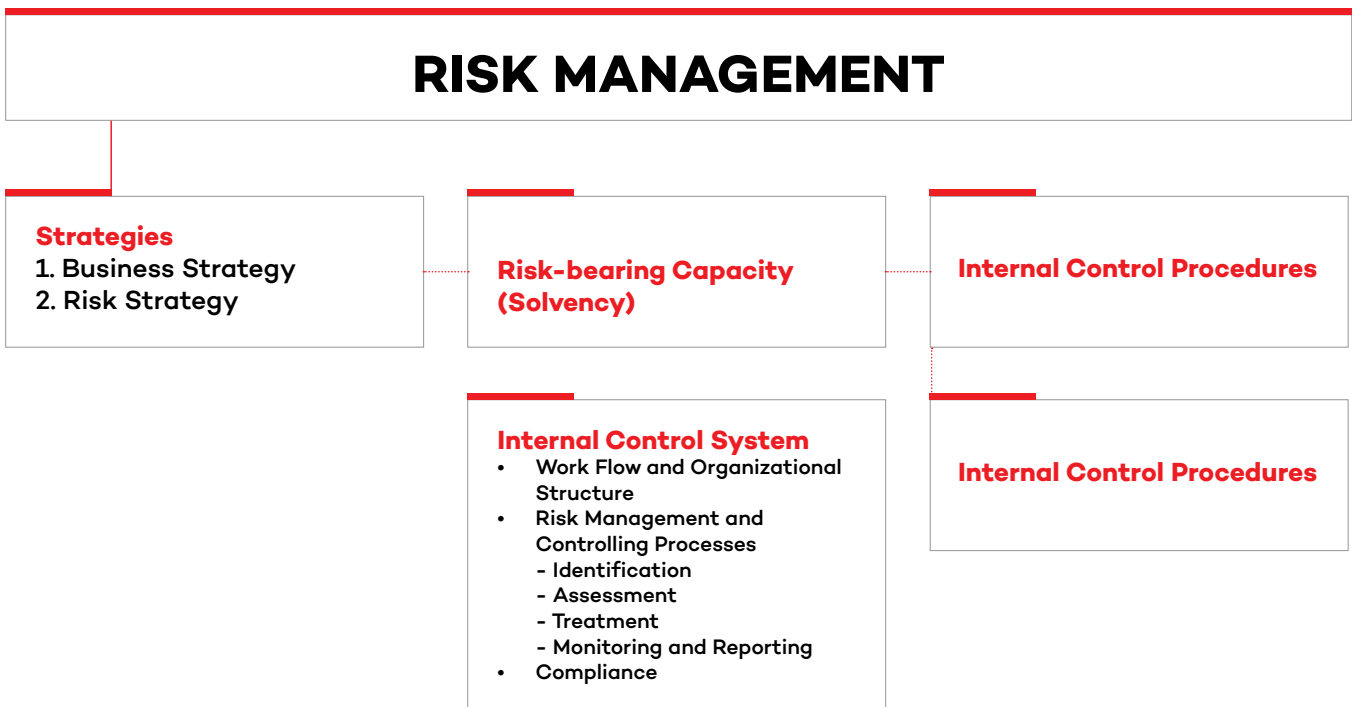 RISK MANAGEMENT
Strategies
1. Business Strategy
2. Risk Strategy
Risk-bearing Capacity
(Solvency)
Internal Control Procedures
Internal Control System
• Work Flow and Organizational
Structure
• Risk Management and
Controlling Processes
- Identification
- Assessment
- Treatment
- Monitoring and Reporting
• Compliance
Internal Control Procedures